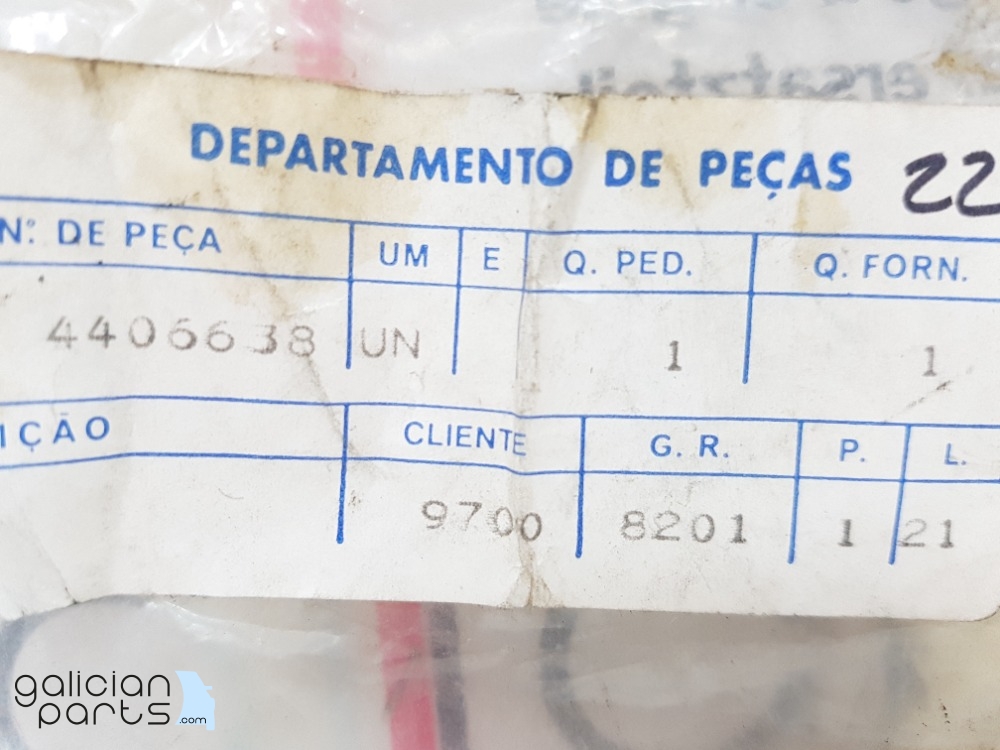 DEPARTAMENTO DE PEÇAS 22
Nº. DE PEÇA UM E Q. PED. Q. FORN.
4406638 UN 1 1
IÇÃO CLIENTE G. R. P. L.
9700 8201 1 21
galician
parts.com